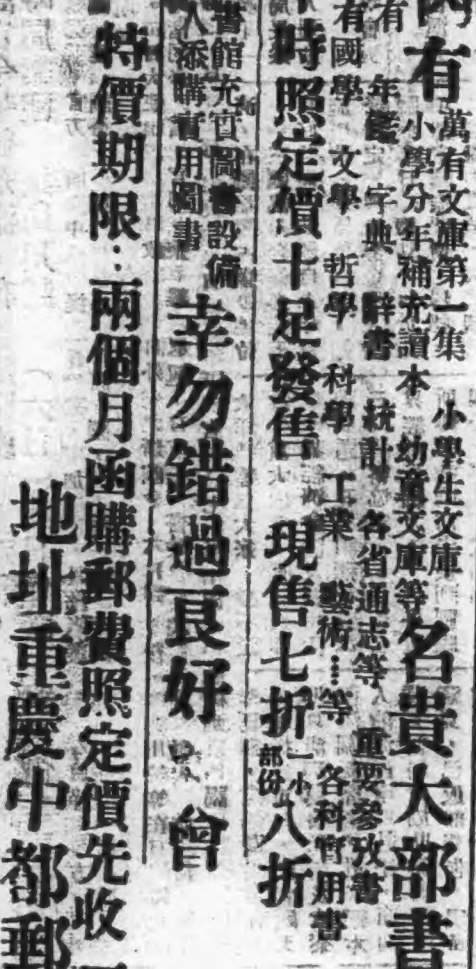 有 萬有文庫第一集 小學生文庫
小學分年補充讀本 幼童文庫等 名貴大部書
有 年鑑 字典 辭書 統計 各省通志等 重要參攷書
有國學 文學 哲學 科學 工業 藝術……等 各科實用書
時照定價十足發售 現售七折 一小部份八折
書館充實圖書設備
人添購實用圖書 幸勿錯過良好 會
特價期限：兩個月函購郵費照定價先收
地址重慶中都郵